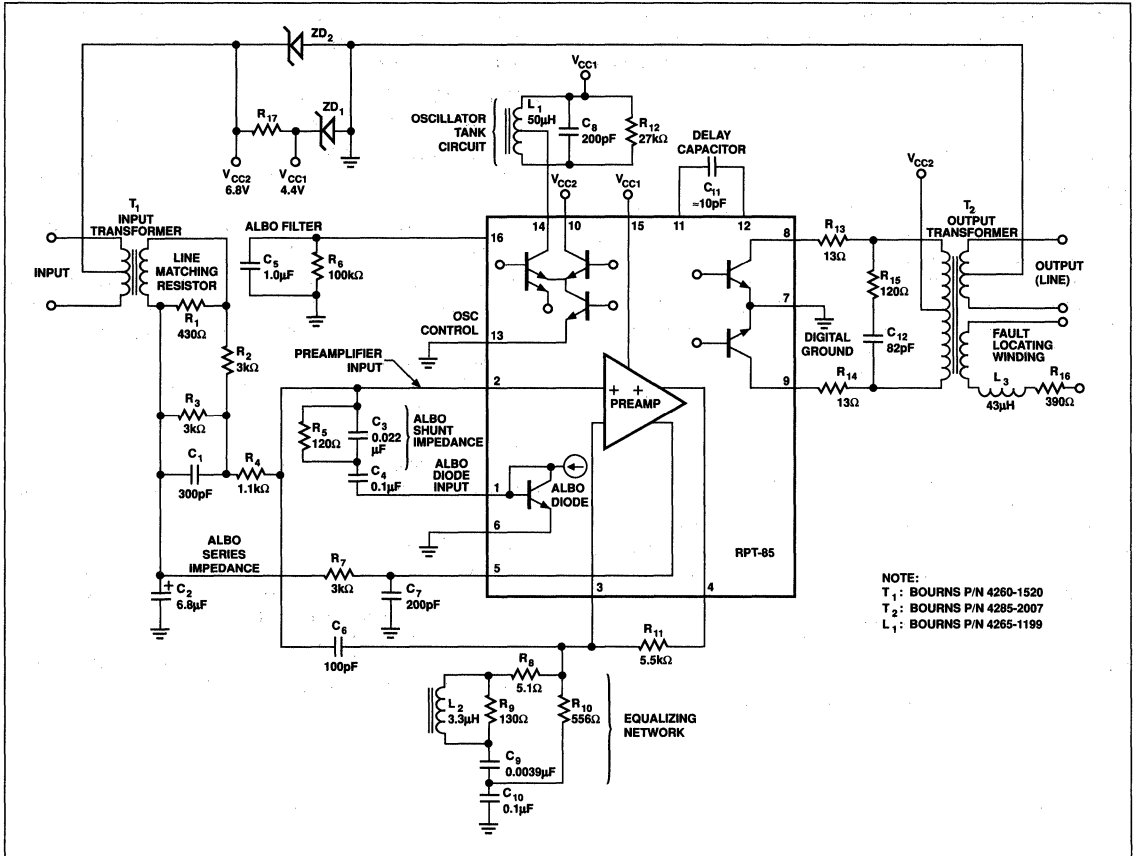 ZD2
R17
ZD1
VCC2
6.8V
VCC1
4.4V
OSCILLATOR
TANK
CIRCUIT
L1
50μH
VCC1
C8
200pF
R12
27kΩ
DELAY
CAPACITOR
C11
≈10pF
VCC2
VCC1
VCC2
T1
INPUT
TRANSFORMER
INPUT
LINE
MATCHING
RESISTOR
R1
430Ω
R2
3kΩ
R3
3kΩ
C1
300pF
R4
1.1kΩ
ALBO FILTER
C5
1.0μF
R6
100kΩ
16
14
10
15
11
12
OSC
CONTROL
13
PREAMPLIFIER
INPUT
2
+ +
PREAMP
R5
120Ω
C3
0.022
μF
ALBO
SHUNT
IMPEDANCE
C4
0.1μF
ALBO
DIODE
INPUT
1
ALBO
DIODE
6
RPT-85
ALBO
SERIES
IMPEDANCE
R7
3kΩ
5
3
4
C2
+
6.8μF
C7
200pF
8
R13
13Ω
7
DIGITAL
GROUND
9
R14
13Ω
R15
120Ω
C12
82pF
T2
OUTPUT
TRANSFORMER
OUTPUT
(LINE)
FAULT
LOCATING
WINDING
L3
43μH
R16
390Ω
NOTE:
T1: BOURNS P/N 4260-1520
T2: BOURNS P/N 4285-2007
L1: BOURNS P/N 4265-1199
C6
100pF
R11
5.5kΩ
R8
5.1Ω
L2
3.3μH
R9
130Ω
R10
556Ω
EQUALIZING
NETWORK
C9
0.0039μF
C10
0.1μF